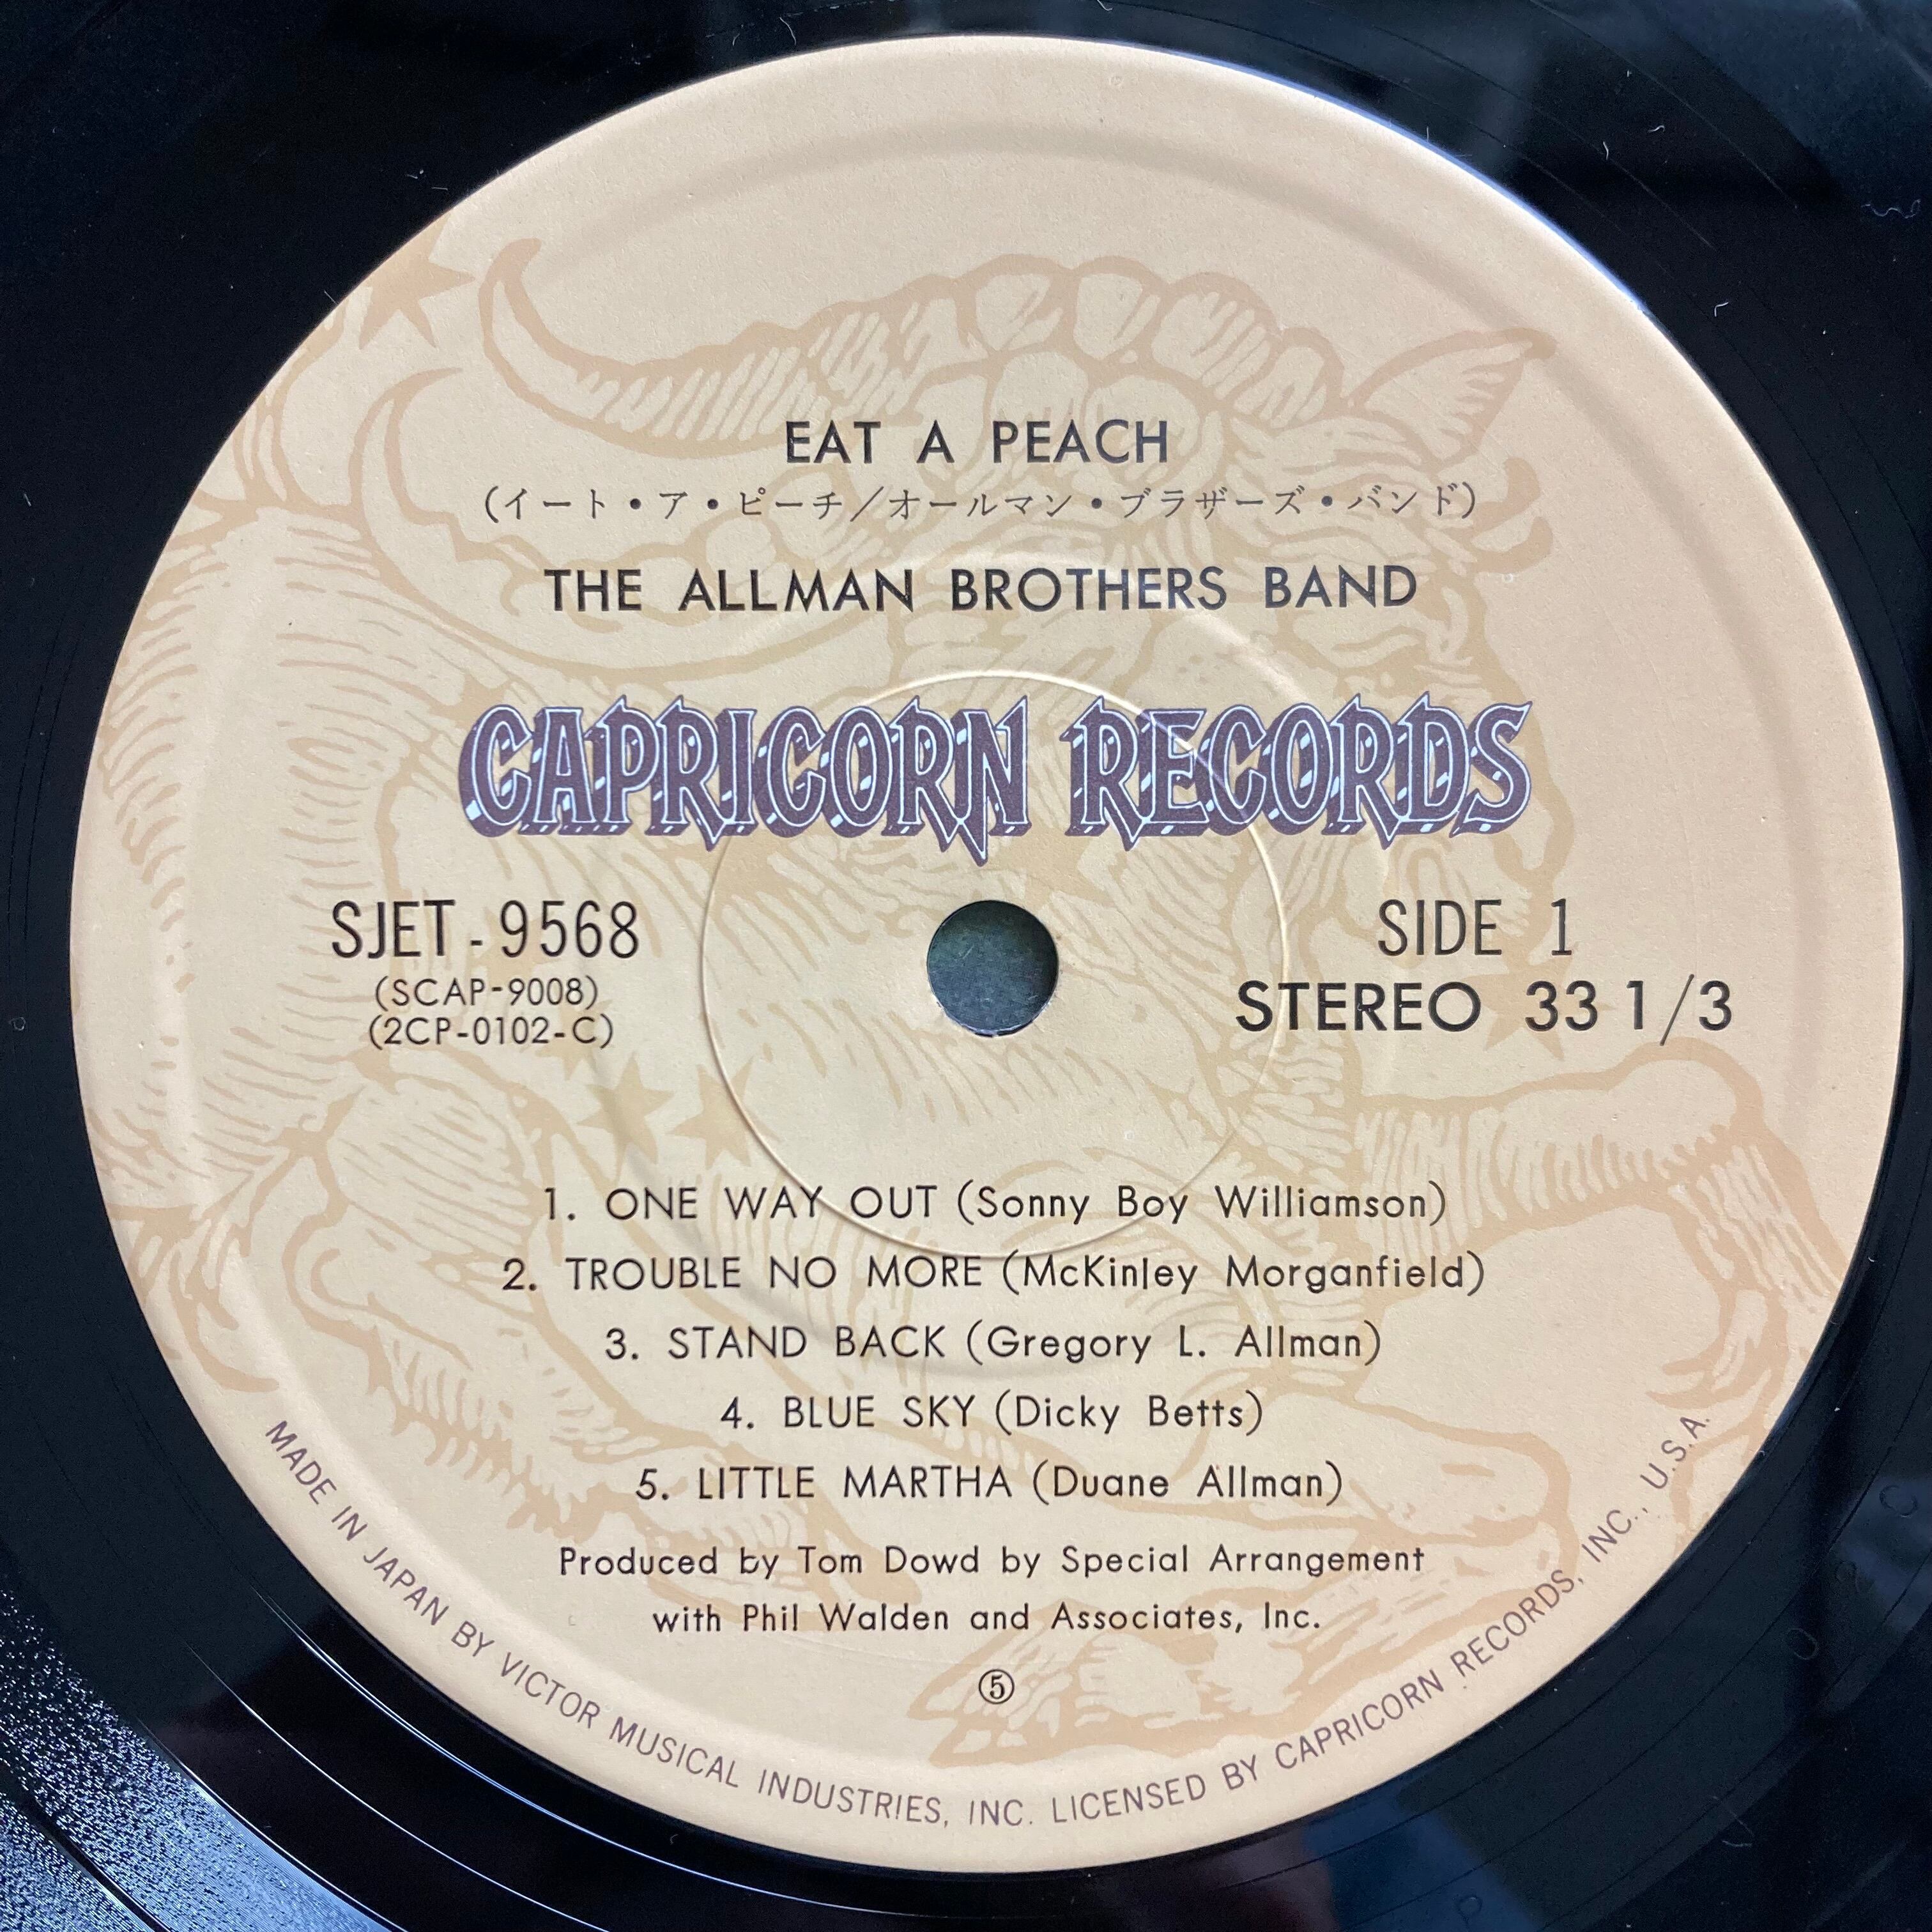 EAT A PEACH
(イート・ア・ピーチ/オールマン・ブラザーズ・バンド)
THE ALLMAN BROTHERS BAND
CAPRICORN RECORDS
SJET-9568
(SCAP-9008)
(2CP-0102-C)
SIDE 1
STEREO 33 1/3
1. ONE WAY OUT (Sonny Boy Williamson)
2. TROUBLE NO MORE (McKinley Morganfield)
3. STAND BACK (Gregory L. Allman)
4. BLUE SKY (Dicky Betts)
5. LITTLE MARTHA (Duane Allman)
Produced by Tom Dowd by Special Arrangement
with Phil Walden and Associates, Inc.
⑤
MADE IN JAPAN BY VICTOR MUSICAL INDUSTRIES, INC. LICENSED BY CAPRICORN RECORDS, INC., U.S.A.